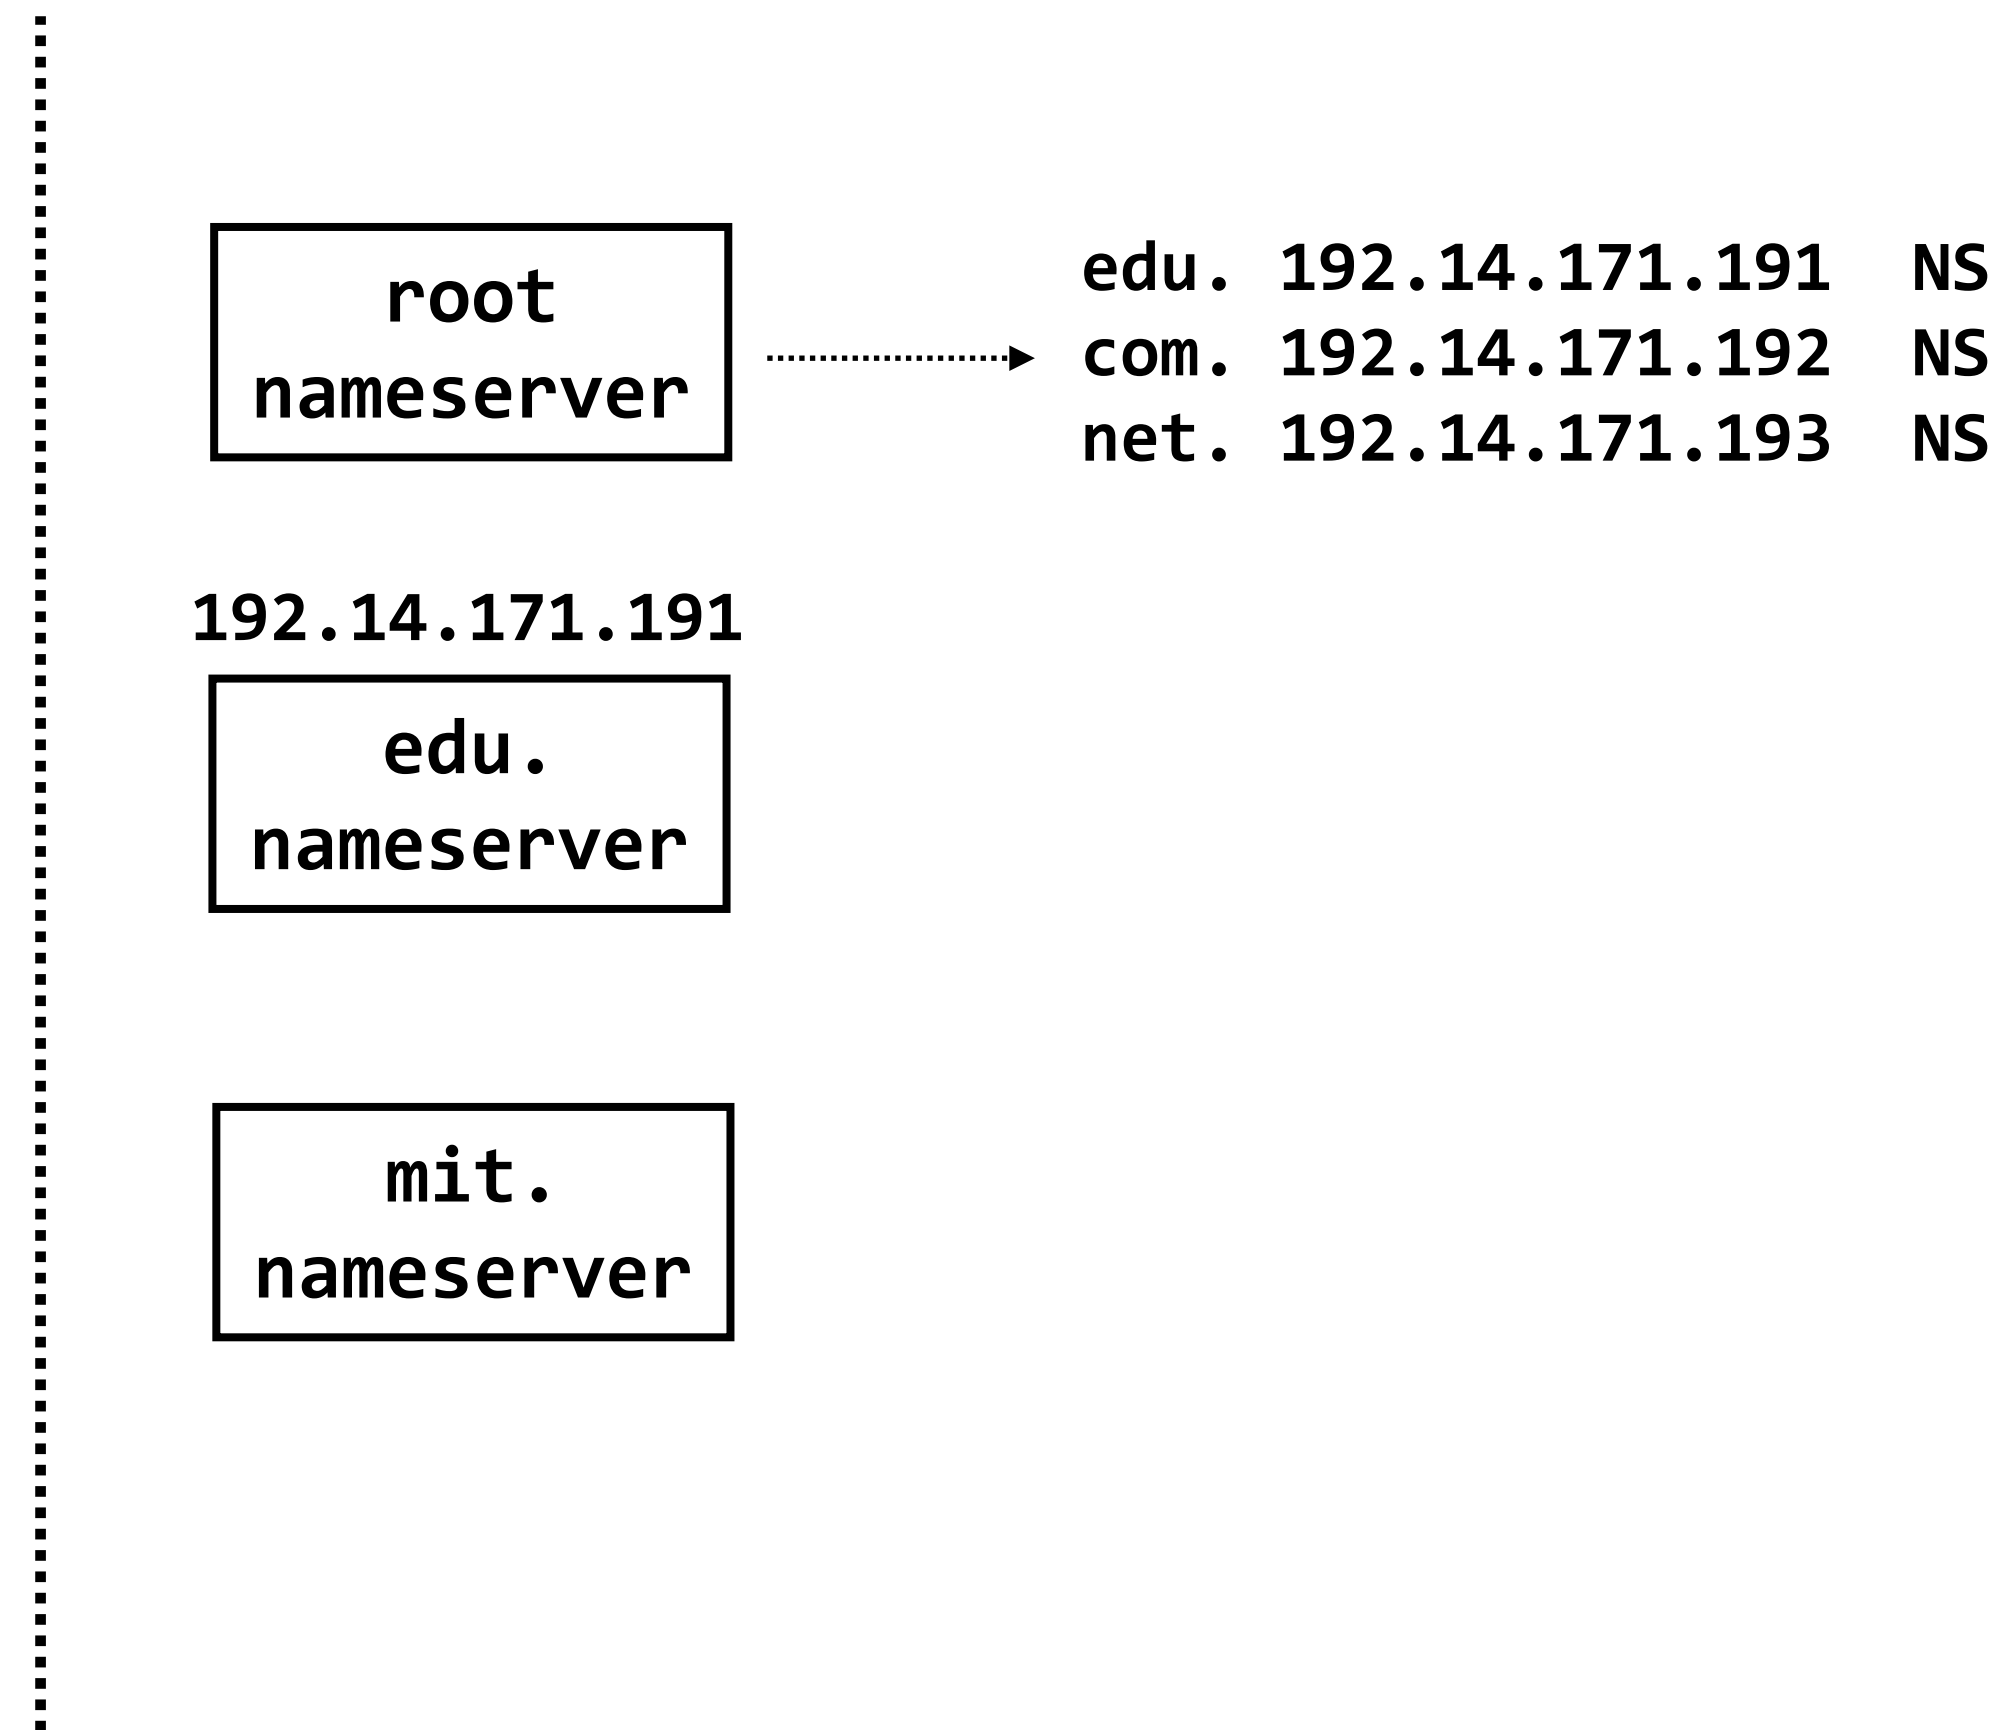 root
nameserver
edu. 192.14.171.191 NS
com. 192.14.171.192 NS
net. 192.14.171.193 NS
192.14.171.191
edu.
nameserver
mit.
nameserver